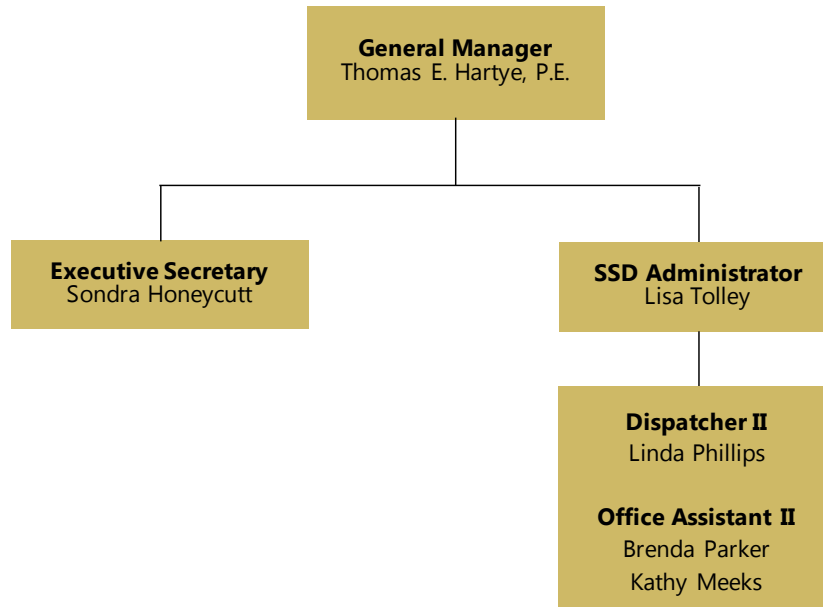 General Manager
Thomas E. Hartye, P.E.
Executive Secretary
Sondra Honeycutt
SSD Administrator
Lisa Tolley
Dispatcher II
Linda Phillips
Office Assistant II
Brenda Parker
Kathy Meeks